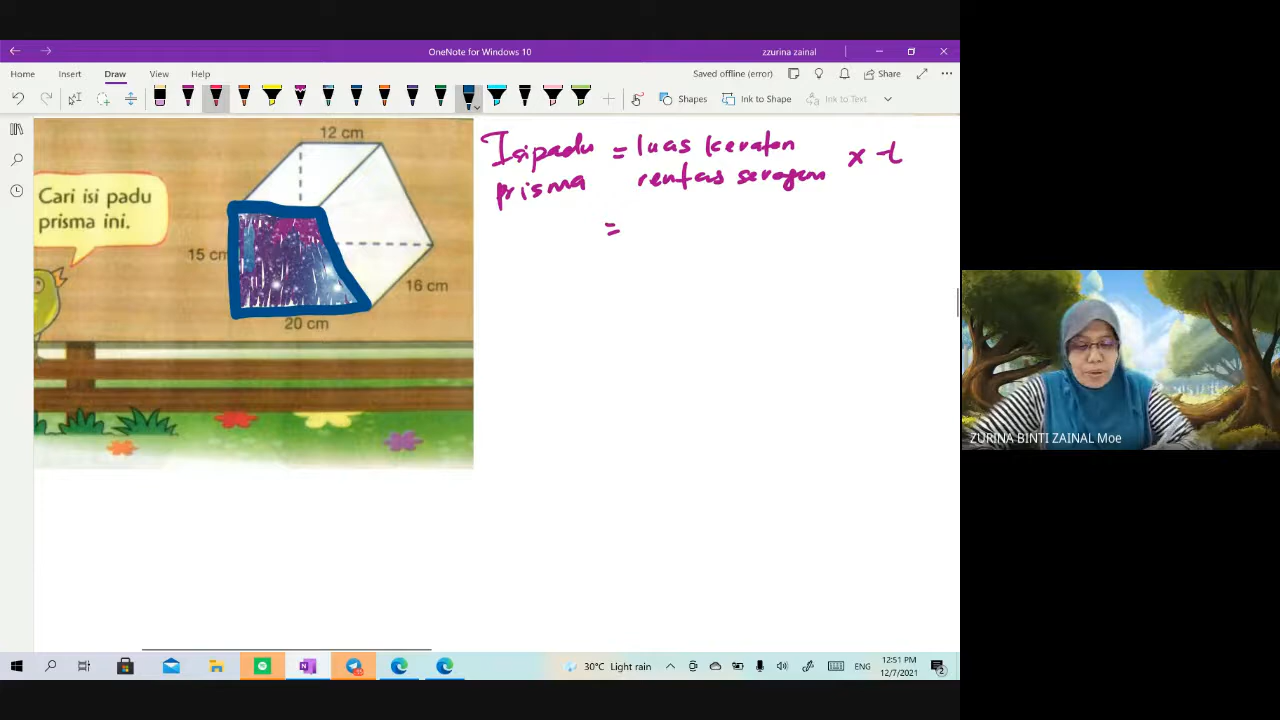 OneNote for Windows 10
zzurina zainal
Home Insert Draw View Help
Saved offline (error)
Share
Shapes
Ink to Shape
Ink to Text
12 cm
Cari isi padu
prisma ini.
15 cm
16 cm
20 cm
Isipadu = luas keratan
prisma rentas seragam x t
=
ZURINA BINTI ZAINAL Moe
30°C Light rain
ENG
12:51 PM
12/7/2021
2